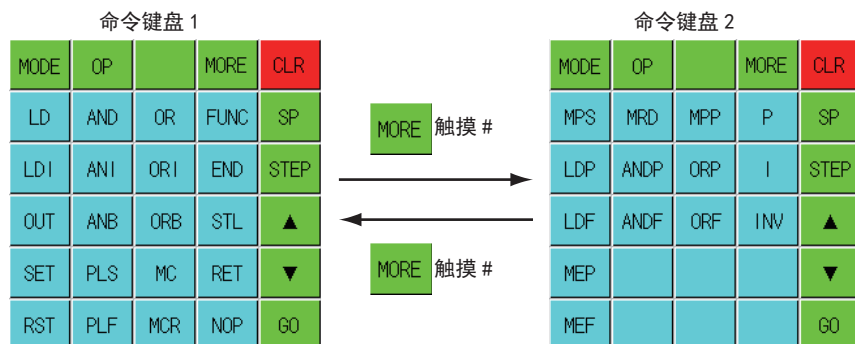 命令键盘 1
MODE OP MORE CLR
LD AND OR FUNC SP
LDI ANI ORI END STEP
OUT ANB ORB STL ▲
SET PLS MC RET ▼
RST PLF MCR NOP GO
MORE 触摸 #
MORE 触摸 #
命令键盘 2
MODE OP MORE CLR
MPS MRD MPP P SP
LDP ANDP ORP I STEP
LDF ANDF ORF INV ▲
MEP ▼
MEF GO